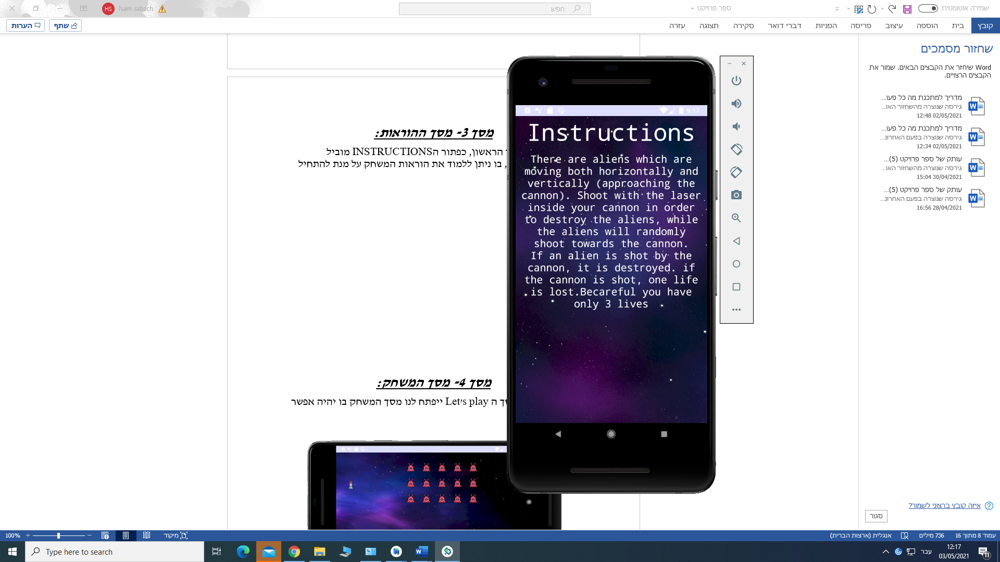 שמירה אוטומטית
ספר פרויקט
חפש
haim sabach
HS
קובץ
בית
הוספה
עיצוב
פריסה
הפניות
דברי דואר
סקירה
תצוגה
עזרה
שתף
הערות
שחזור מסמכים
Word שיחזר את הקבצים הבאים. שמור את
הקבצים הרצויים.
מדריך למתכנת מה כל פעו...
גירסה שנוצרה מהשחזור האו...
12:48 02/05/2021
מדריך למתכנת מה כל פעו...
גירסה שנוצרה בפעם האחרונ...
12:34 02/05/2021
עותק של ספר פרויקט (5)...
גירסה שנוצרה מהשחזור האו...
15:04 30/04/2021
עותק של ספר פרויקט (5)...
גירסה שנוצרה בפעם האחרונ...
16:56 28/04/2021
איזה קובץ ברצוני לשמור?
סגור
מסך 3- מסך ההוראות:
הראשון, כפתור הINSTRUCTIONS מוביל
, בו ניתן ללמוד את הוראות המשחק על מנת להתחיל
מסך 4- מסך המשחק:
ה Let's play ייפתח לנו מסך המשחק בו יהיה אפשר
9:17
Instructions
There are aliens which are
moving both horizontally and
vertically (approaching the
cannon). Shoot with the laser
inside your cannon in order
to destroy the aliens, while
the aliens will randomly
shoot towards the cannon.
If an alien is shot by the
cannon, it is destroyed. if
the cannon is shot, one life
is lost.Becareful you have
only 3 lives
עמוד 8 מתוך 16
736 מילים
אנגלית (ארצות הברית)
מיקוד
100%
Type here to search
עבר
12:17
03/05/2021
11